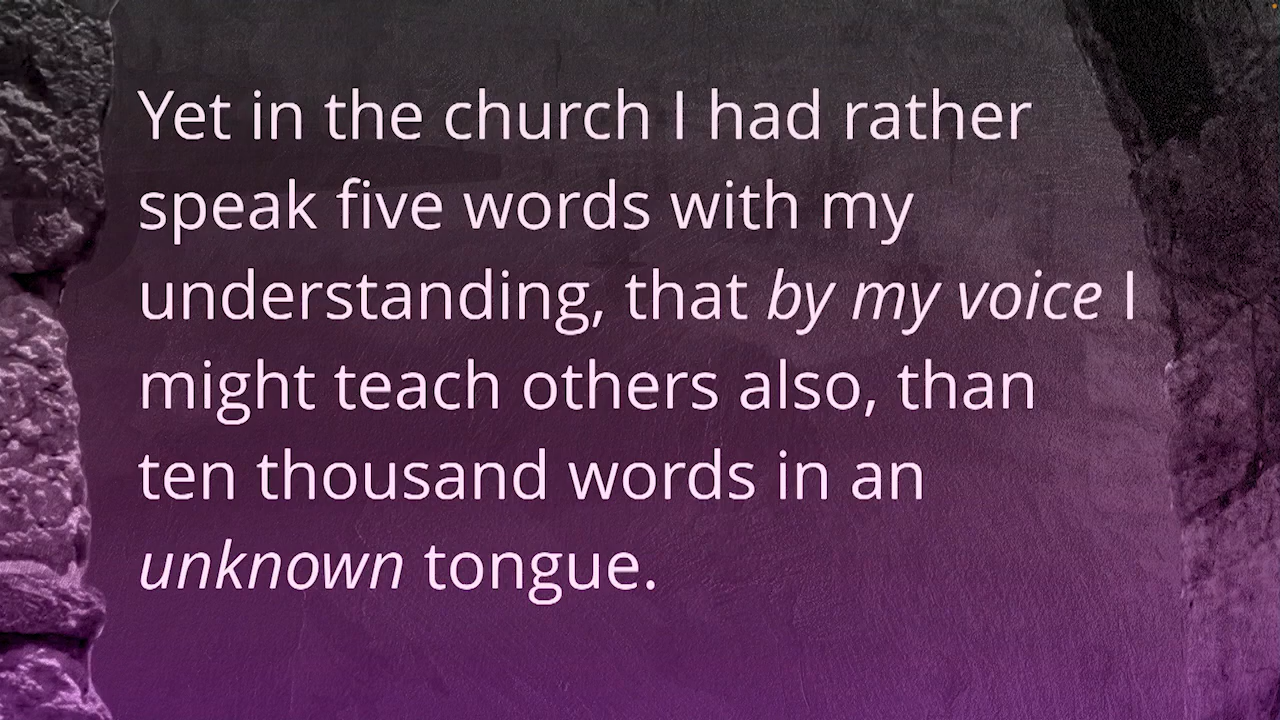 Yet in the church I had rather
speak five words with my
understanding, that by my voice I
might teach others also, than
ten thousand words in an
unknown tongue.